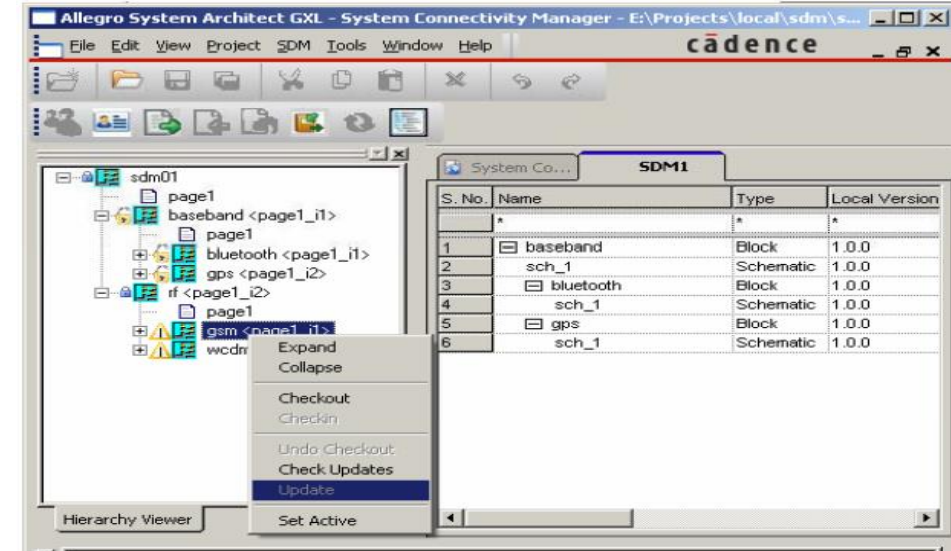 Allegro System Architect GXL - System Connectivity Manager - E:\Projects\local\sdm\s...
File Edit View Project SDM Tools Window Help
cādence
sdm01
page1
baseband <page1_i1>
page1
bluetooth <page1_i1>
gps <page1_i2>
rf <page1_i2>
page1
gsm <page1_i1>
Expand
Collapse
Checkout
Checkin
Undo Checkout
Check Updates
Update
Set Active
Hierarchy Viewer
System Co... SDM1
S. No. Name Type Local Version
* * *
1 baseband Block 1.0.0
2 sch_1 Schematic 1.0.0
3 bluetooth Block 1.0.0
4 sch_1 Schematic 1.0.0
5 gps Block 1.0.0
6 sch_1 Schematic 1.0.0